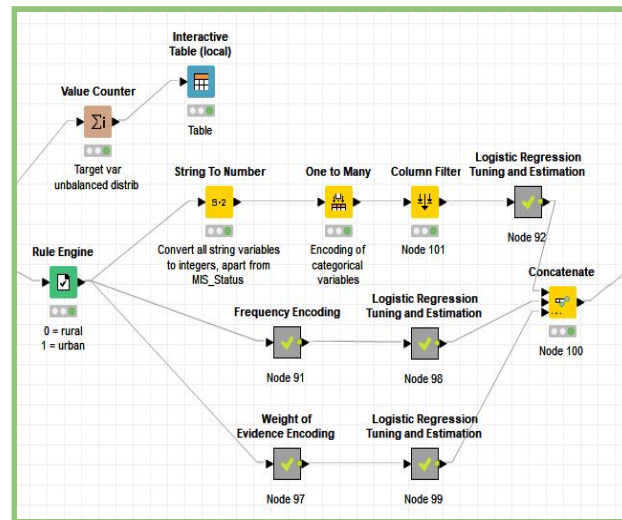 Interactive
Table (local)
Table
Value Counter
Σi
Target var
unbalanced distrib
String To Number
S·2
Convert all string variables
to integers, apart from
MIS_Status
One to Many
Encoding of
categorical
variables
Column Filter
Node 101
Logistic Regression
Tuning and Estimation
Node 92
Rule Engine
0 = rural
1 = urban
Concatenate
Node 100
Frequency Encoding
Node 91
Logistic Regression
Tuning and Estimation
Node 98
Weight of
Evidence Encoding
Node 97
Logistic Regression
Tuning and Estimation
Node 99